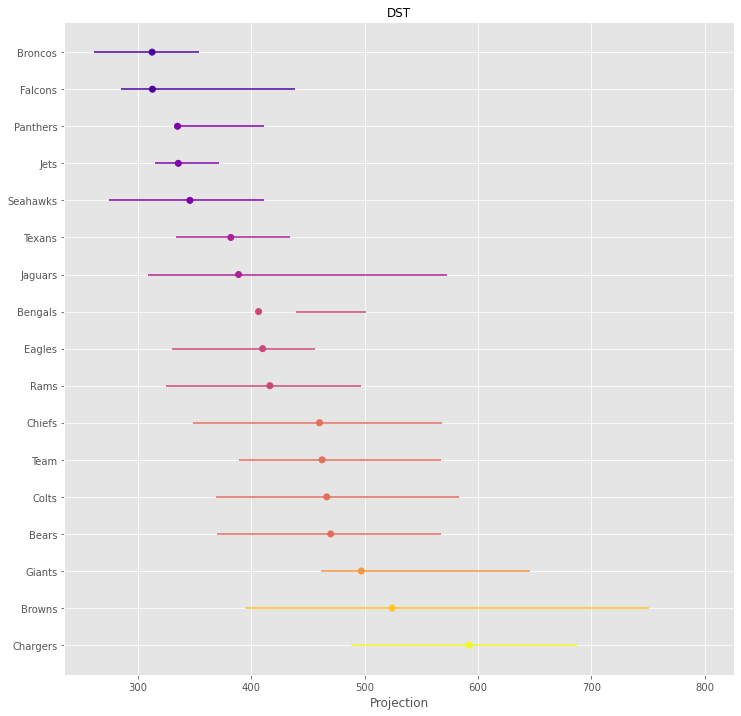 DST
Broncos
Falcons
Panthers
Jets
Seahawks
Texans
Jaguars
Bengals
Eagles
Rams
Chiefs
Team
Colts
Bears
Giants
Browns
Chargers
300 400 500 600 700 800
Projection